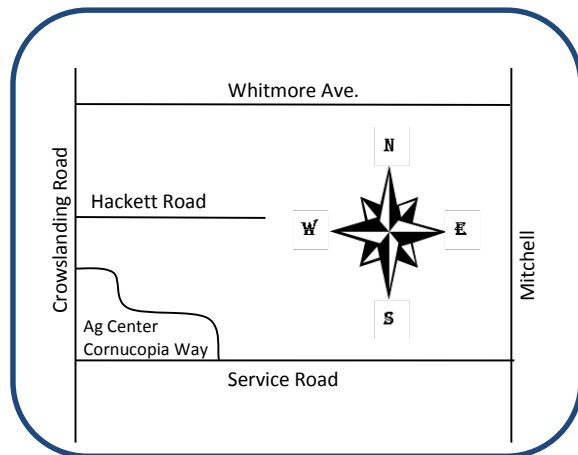 Whitmore Ave.
N
Crowslanding Road
Hackett Road
W
E
Mitchell
S
Ag Center
Cornucopia Way
Service Road